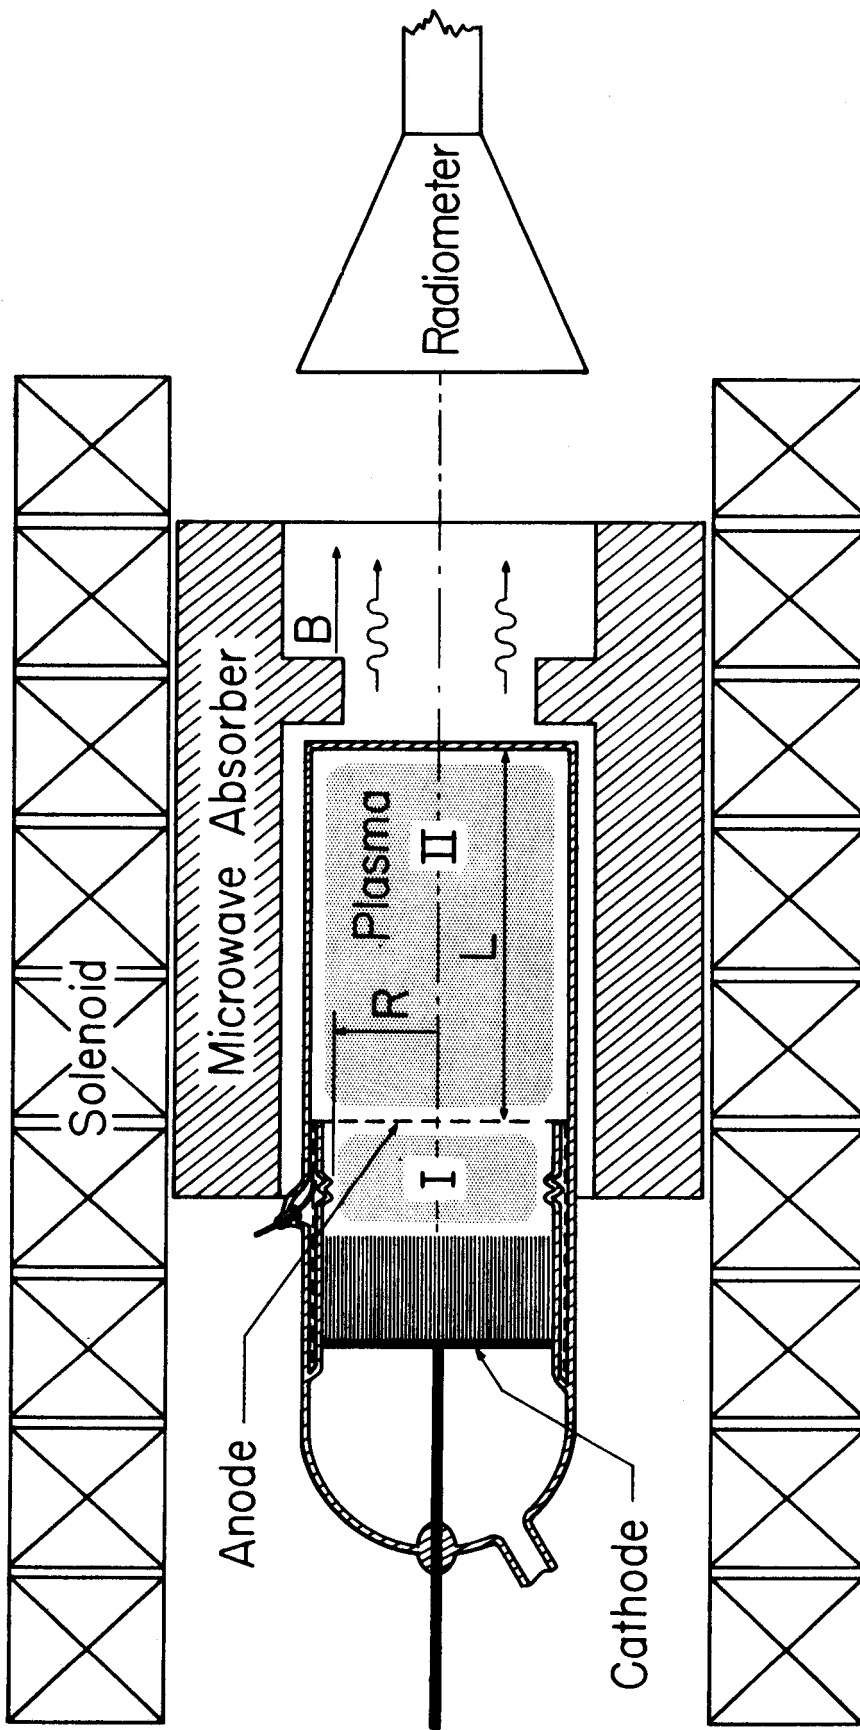 Solenoid
Microwave Absorber
B
Radiometer
Anode
R
Plasma
I
II
L
Cathode